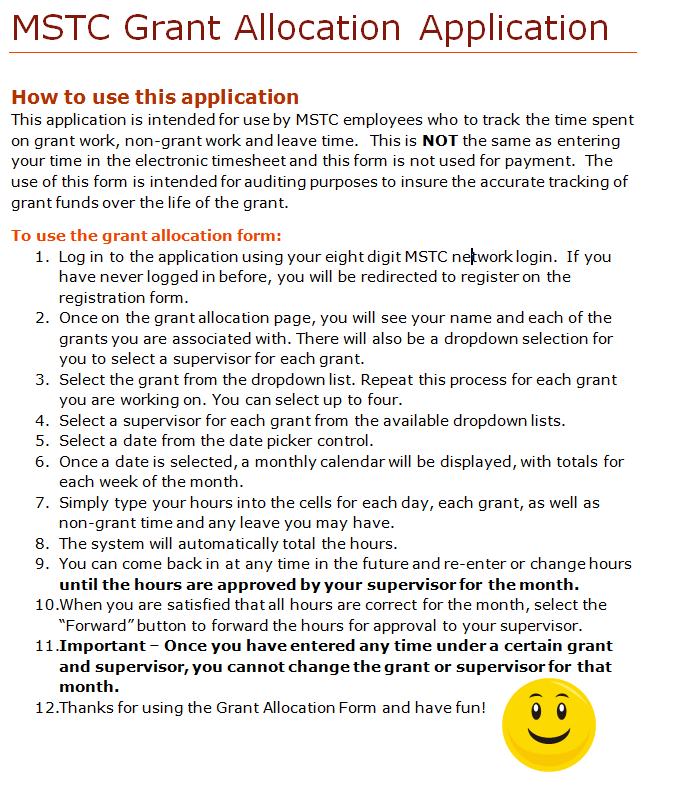 MSTC Grant Allocation Application
How to use this application
This application is intended for use by MSTC employees who to track the time spent
on grant work, non-grant work and leave time. This is NOT the same as entering
your time in the electronic timesheet and this form is not used for payment. The
use of this form is intended for auditing purposes to insure the accurate tracking of
grant funds over the life of the grant.
To use the grant allocation form:
1. Log in to the application using your eight digit MSTC network login. If you
have never logged in before, you will be redirected to register on the
registration form.
2. Once on the grant allocation page, you will see your name and each of the
grants you are associated with. There will also be a dropdown selection for
you to select a supervisor for each grant.
3. Select the grant from the dropdown list. Repeat this process for each grant
you are working on. You can select up to four.
4. Select a supervisor for each grant from the available dropdown lists.
5. Select a date from the date picker control.
6. Once a date is selected, a monthly calendar will be displayed, with totals for
each week of the month.
7. Simply type your hours into the cells for each day, each grant, as well as
non-grant time and any leave you may have.
8. The system will automatically total the hours.
9. You can come back in at any time in the future and re-enter or change hours
until the hours are approved by your supervisor for the month.
10.When you are satisfied that all hours are correct for the month, select the
“Forward” button to forward the hours for approval to your supervisor.
11.Important – Once you have entered any time under a certain grant
and supervisor, you cannot change the grant or supervisor for that
month.
12.Thanks for using the Grant Allocation Form and have fun!